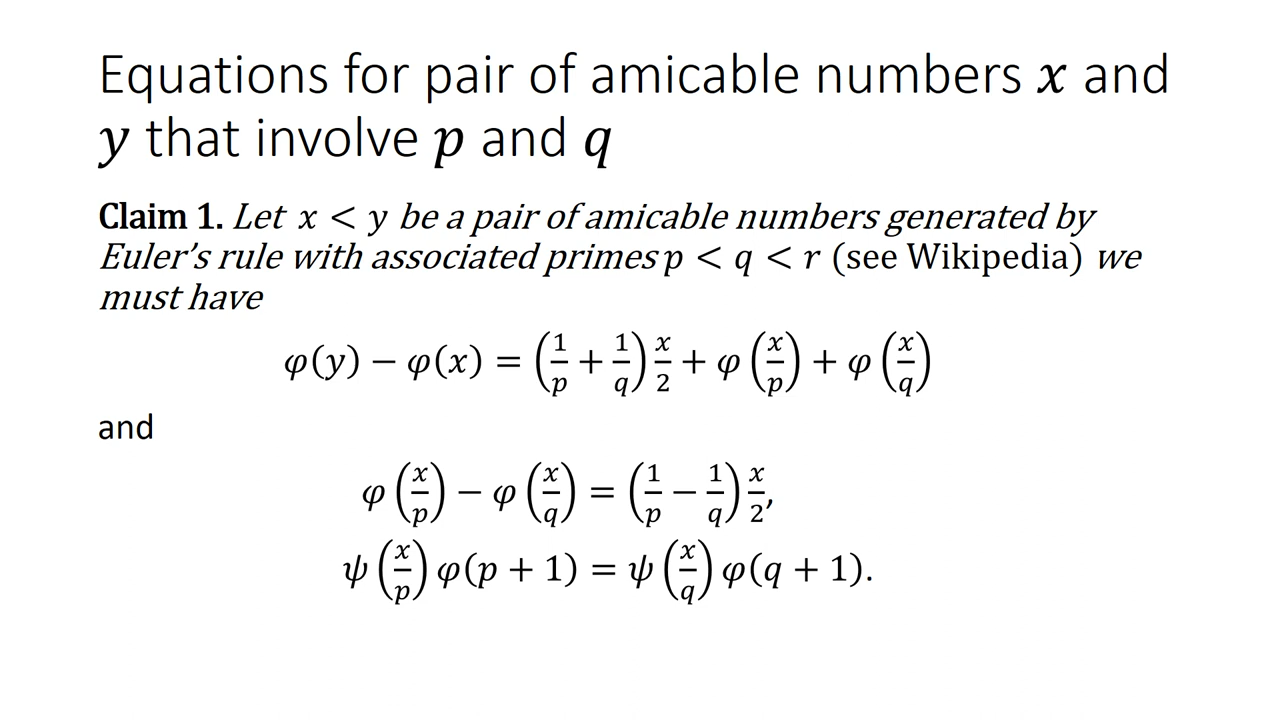 Equations for pair of amicable numbers 𝑥 and
𝑦 that involve 𝑝 and 𝑞
Claim 1. Let 𝑥 < 𝑦 be a pair of amicable numbers generated by
Euler’s rule with associated primes 𝑝 < 𝑞 < 𝑟 (see Wikipedia) we
must have
𝜑(𝑦) − 𝜑(𝑥) = (1/𝑝 + 1/𝑞) 𝑥/2 + 𝜑(𝑥/𝑝) + 𝜑(𝑥/𝑞)
and
𝜑(𝑥/𝑝) − 𝜑(𝑥/𝑞) = (1/𝑝 − 1/𝑞) 𝑥/2,
𝜓(𝑥/𝑝) 𝜑(𝑝 + 1) = 𝜓(𝑥/𝑞) 𝜑(𝑞 + 1).